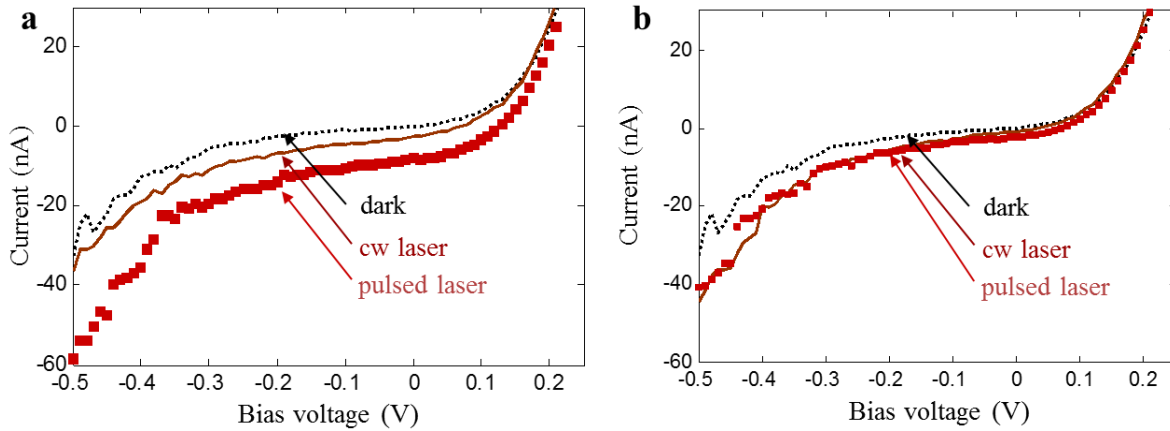 a
20
0
-20
-40
-60
Current (nA)
dark
cw laser
pulsed laser
-0.5
-0.4
-0.3
-0.2
-0.1
0
0.1
0.2
Bias voltage (V)
b
20
0
-20
-40
-60
Current (nA)
dark
cw laser
pulsed laser
-0.5
-0.4
-0.3
-0.2
-0.1
0
0.1
0.2
Bias voltage (V)